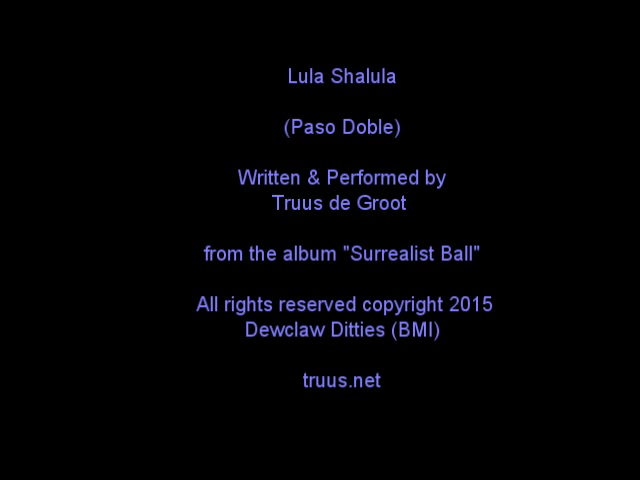 Lula Shalula
(Paso Doble)
Written & Performed by
Truus de Groot
from the album "Surrealist Ball"
All rights reserved copyright 2015
Dewclaw Ditties (BMI)
truus.net